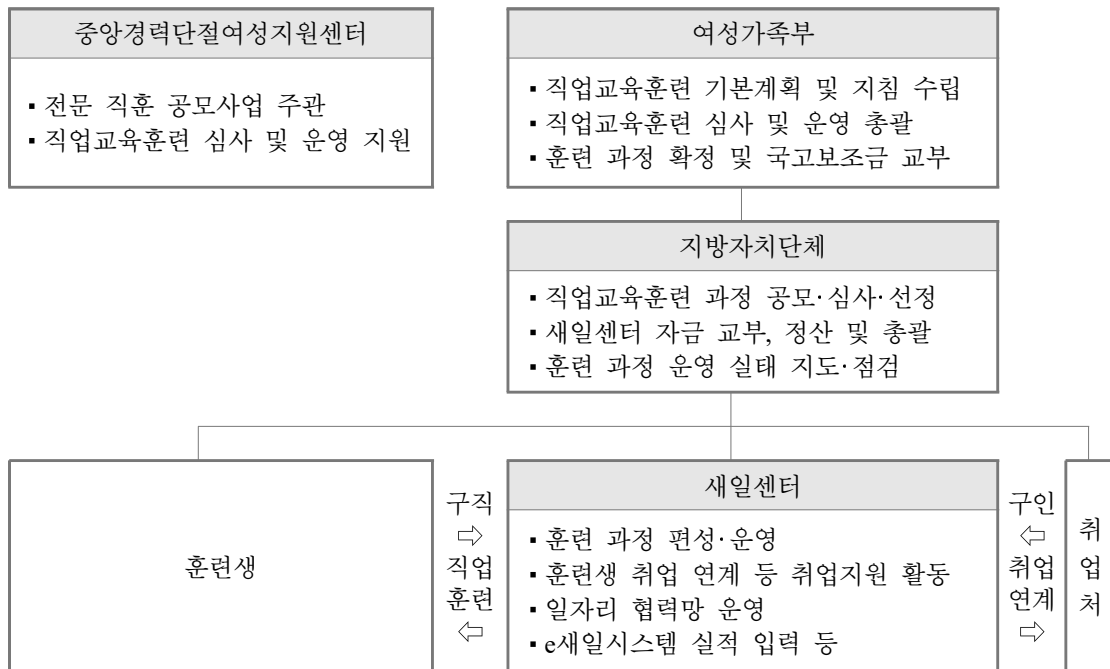 중앙경력단절여성지원센터
▪ 전문 직훈 공모사업 주관
▪ 직업교육훈련 심사 및 운영 지원
여성가족부
▪ 직업교육훈련 기본계획 및 지침 수립
▪ 직업교육훈련 심사 및 운영 총괄
▪ 훈련 과정 확정 및 국고보조금 교부
지방자치단체
▪ 직업교육훈련 과정 공모·심사·선정
▪ 새일센터 자금 교부, 정산 및 총괄
▪ 훈련 과정 운영 실태 지도·점검
훈련생
구직
⇨
직업
훈련
⇦
새일센터
▪ 훈련 과정 편성·운영
▪ 훈련생 취업 연계 등 취업지원 활동
▪ 일자리 협력망 운영
▪ e새일시스템 실적 입력 등
구인
⇦
취업
연계
⇨
취
업
처